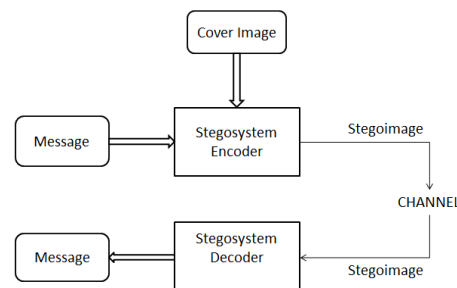 Cover Image
Message
Stegosystem
Encoder
Stegoimage
CHANNEL
Message
Stegosystem
Decoder
Stegoimage